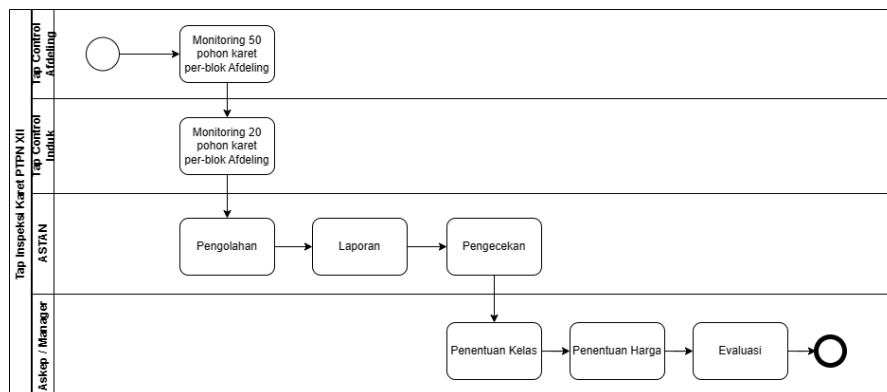 Tap Inspeksi Karet PTPN XII
Tap Control
Afdeling
Monitoring 50
pohon karet
per-blok Afdeling
Tap Control
Induk
Monitoring 20
pohon karet
per-blok Afdeling
ASTAN
Pengolahan
Laporan
Pengecekan
Askep / Manager
Penentuan Kelas
Penentuan Harga
Evaluasi